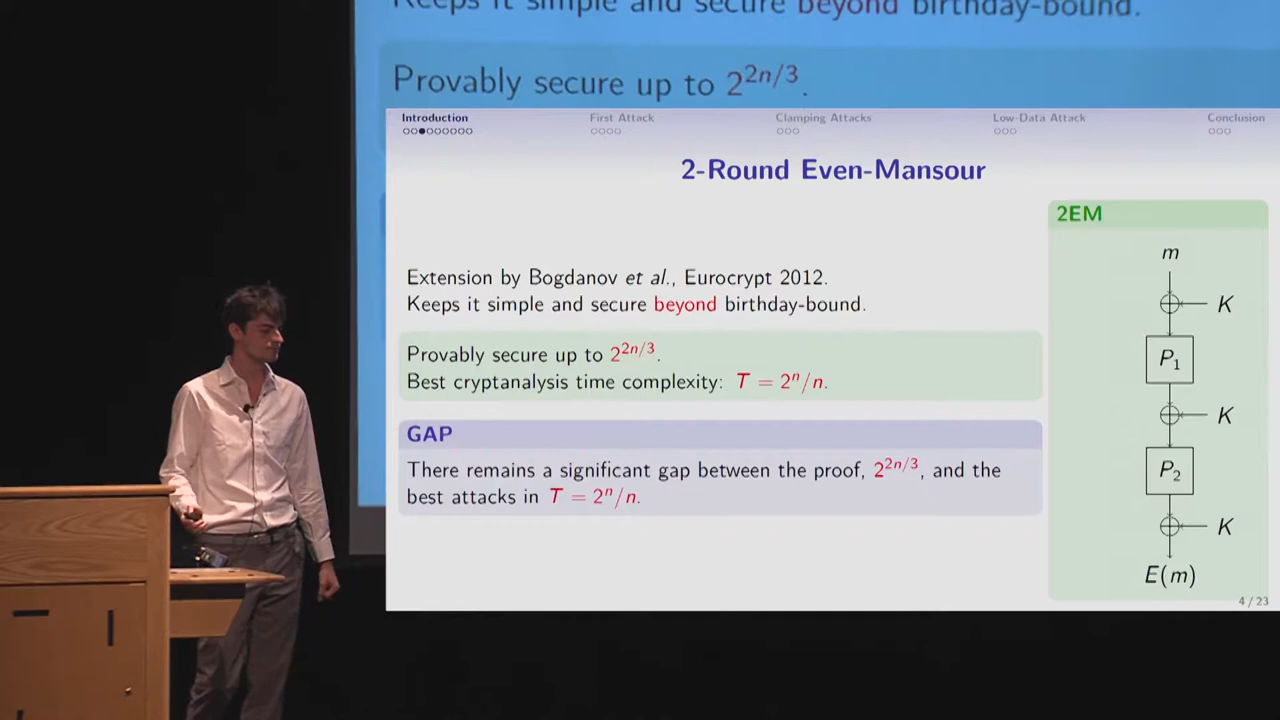 Keeps it simple and secure beyond birthday-bound.
Provably secure up to 2^{2n/3}.
Introduction
First Attack
Clamping Attacks
Low-Data Attack
Conclusion
2-Round Even-Mansour
Extension by Bogdanov et al., Eurocrypt 2012.
Keeps it simple and secure beyond birthday-bound.
Provably secure up to 2^{2n/3}.
Best cryptanalysis time complexity: T = 2^n/n.
GAP
There remains a significant gap between the proof, 2^{2n/3}, and the
best attacks in T = 2^n/n.
2EM
m
K
P_1
K
P_2
K
E(m)
4 / 23